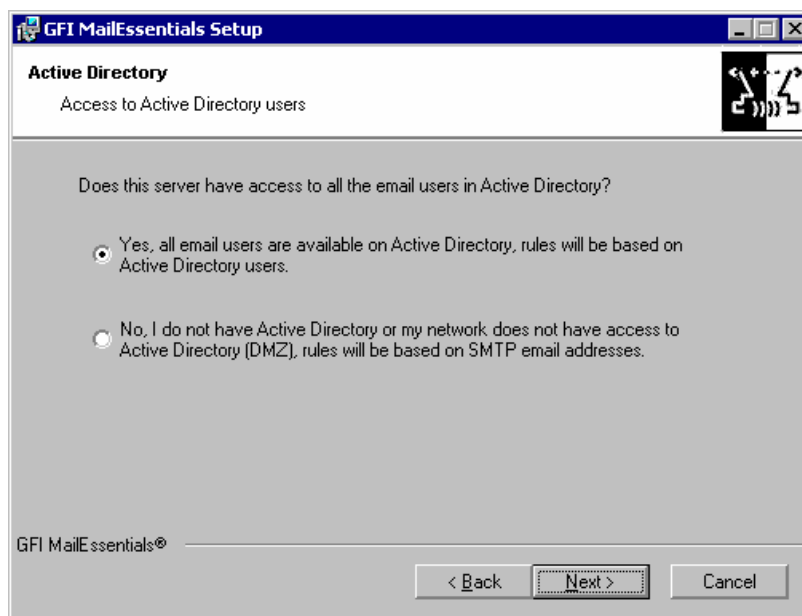 GFI MailEssentials Setup
Active Directory
Access to Active Directory users
Does this server have access to all the email users in Active Directory?
Yes, all email users are available on Active Directory, rules will be based on
Active Directory users.
No, I do not have Active Directory or my network does not have access to
Active Directory (DMZ), rules will be based on SMTP email addresses.
GFI MailEssentials®
< Back
Next >
Cancel